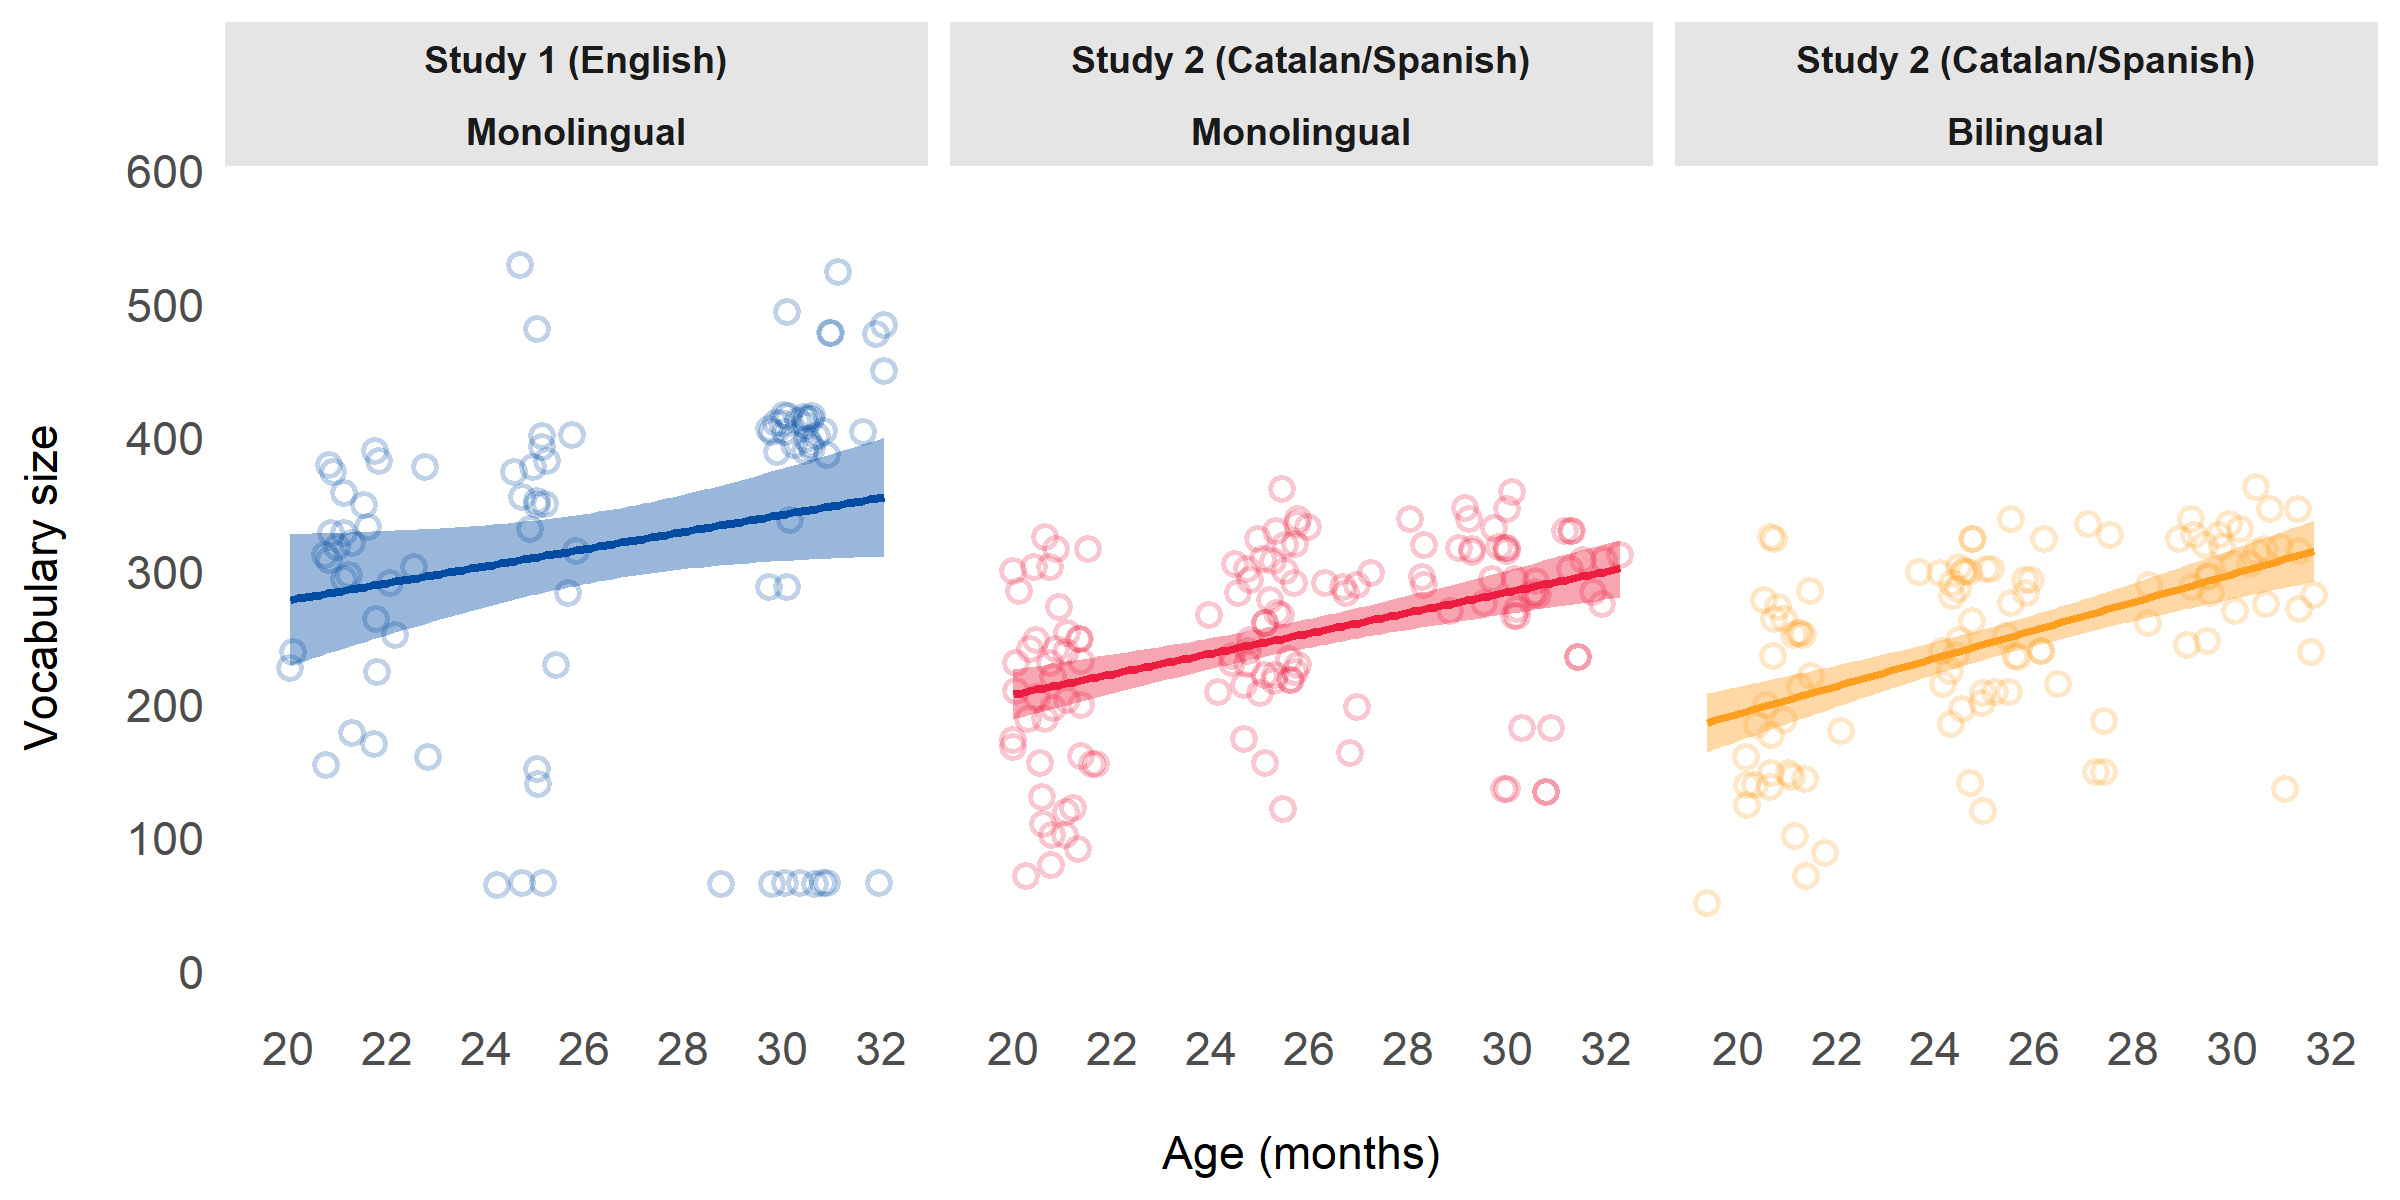 Study 1 (English)
Monolingual
Study 2 (Catalan/Spanish)
Monolingual
Study 2 (Catalan/Spanish)
Bilingual
Vocabulary size
600
500
400
300
200
100
0
20 22 24 26 28 30 32
20 22 24 26 28 30 32
20 22 24 26 28 30 32
Age (months)